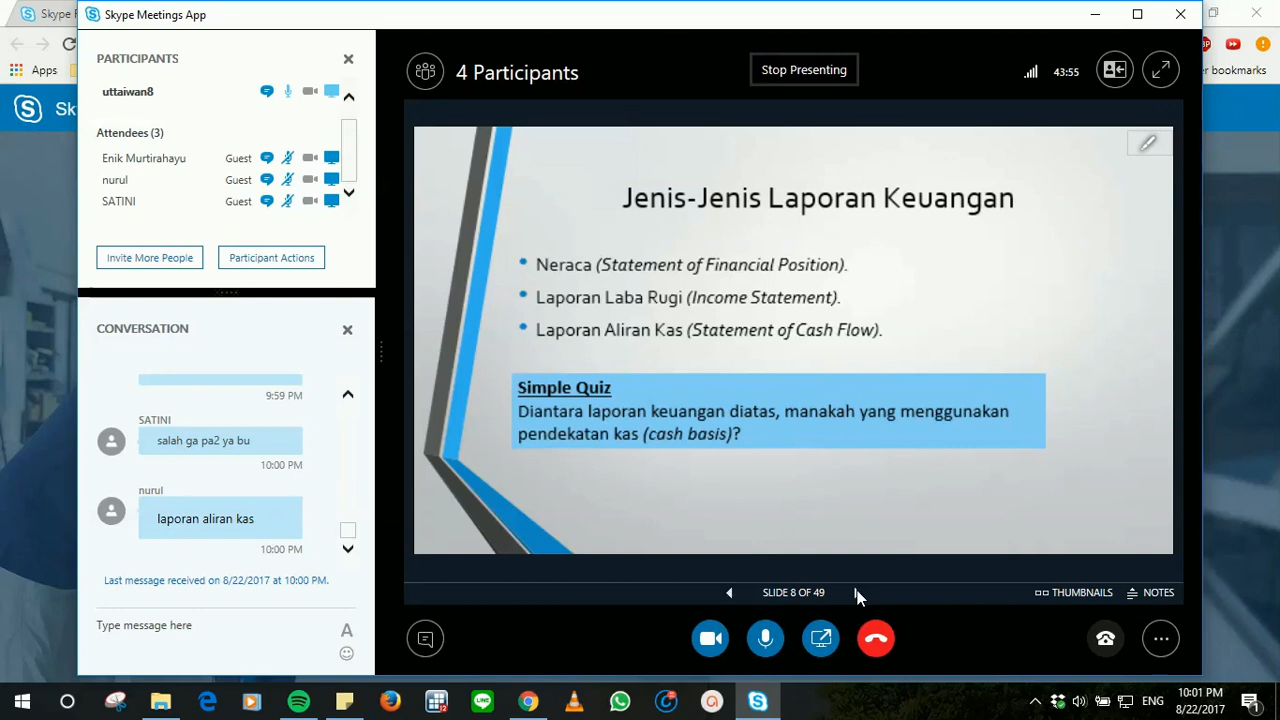 Skype
Skype Meetings App
Apps
er bookmarks
Sk
PARTICIPANTS
uttaiwan8
Attendees (3)
Enik Murtirahayu Guest
nurul Guest
SATINI Guest
Invite More People
Participant Actions
CONVERSATION
9:59 PM
SATINI
salah ga pa2 ya bu
10:00 PM
nurul
laporan aliran kas
10:00 PM
Last message received on 8/22/2017 at 10:00 PM.
Type message here
A
4 Participants
Stop Presenting
43:55
Jenis-Jenis Laporan Keuangan
• Neraca (Statement of Financial Position).
• Laporan Laba Rugi (Income Statement).
• Laporan Aliran Kas (Statement of Cash Flow).
Simple Quiz
Diantara laporan keuangan diatas, manakah yang menggunakan
pendekatan kas (cash basis)?
SLIDE 8 OF 49
THUMBNAILS
NOTES
ENG
10:01 PM
8/22/2017